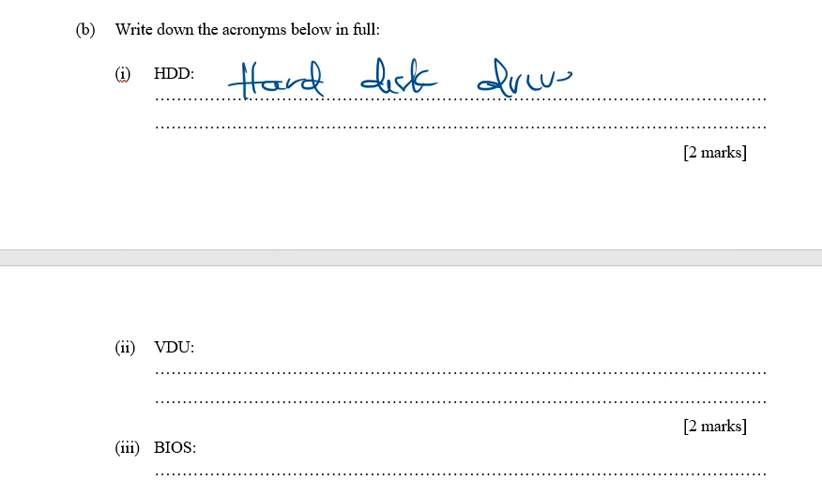 (b) Write down the acronyms below in full:
(i) HDD: Hard disk drive
[2 marks]
(ii) VDU:
[2 marks]
(iii) BIOS: